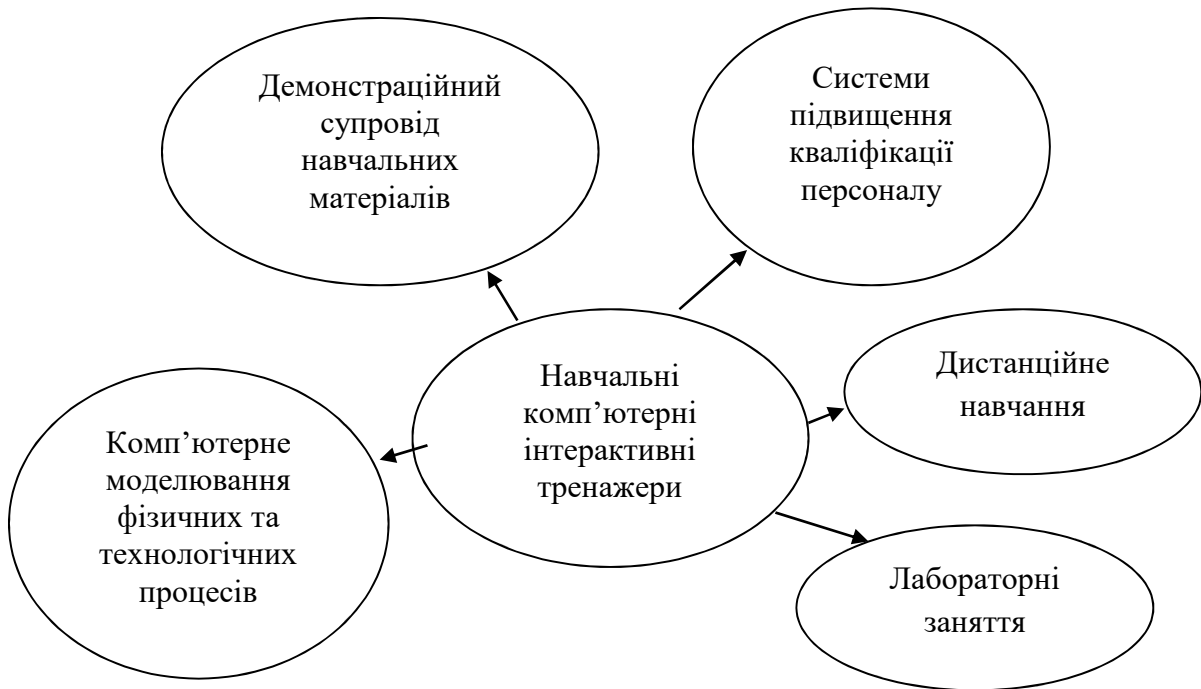 Демонстраційний
супровід
навчальних
матеріалів
Системи
підвищення
кваліфікації
персоналу
Навчальні
комп’ютерні
інтерактивні
тренажери
Дистанційне
навчання
Комп’ютерне
моделювання
фізичних та
технологічних
процесів
Лабораторні
заняття